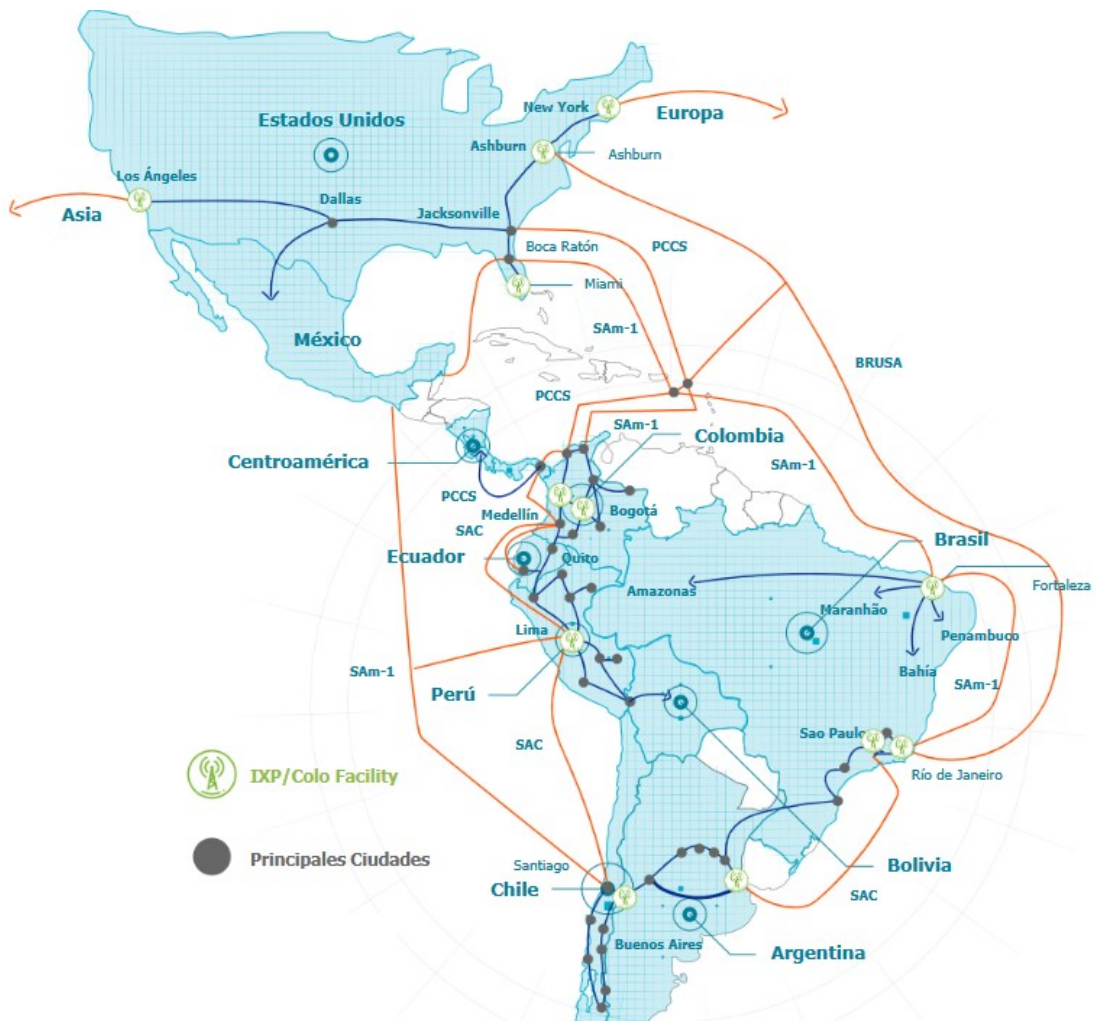 New York
Europa
Estados Unidos
Ashburn
Ashburn
Los Ángeles
Dallas
Asia
Jacksonville
Boca Ratón
PCCS
Miami
SAm-1
México
BRUSA
PCCS
SAm-1
Colombia
Centroamérica
SAm-1
PCCS
Medellín
Bogotá
SAC
Brasil
Ecuador
Quito
Fortaleza
Amazonas
Maranhão
Lima
Penambuco
SAm-1
Bahía
Perú
SAm-1
Sao Paulo
SAC
IXP/Colo Facility
Río de Janeiro
Principales Ciudades
Santiago
Bolivia
Chile
SAC
Buenos Aires
Argentina